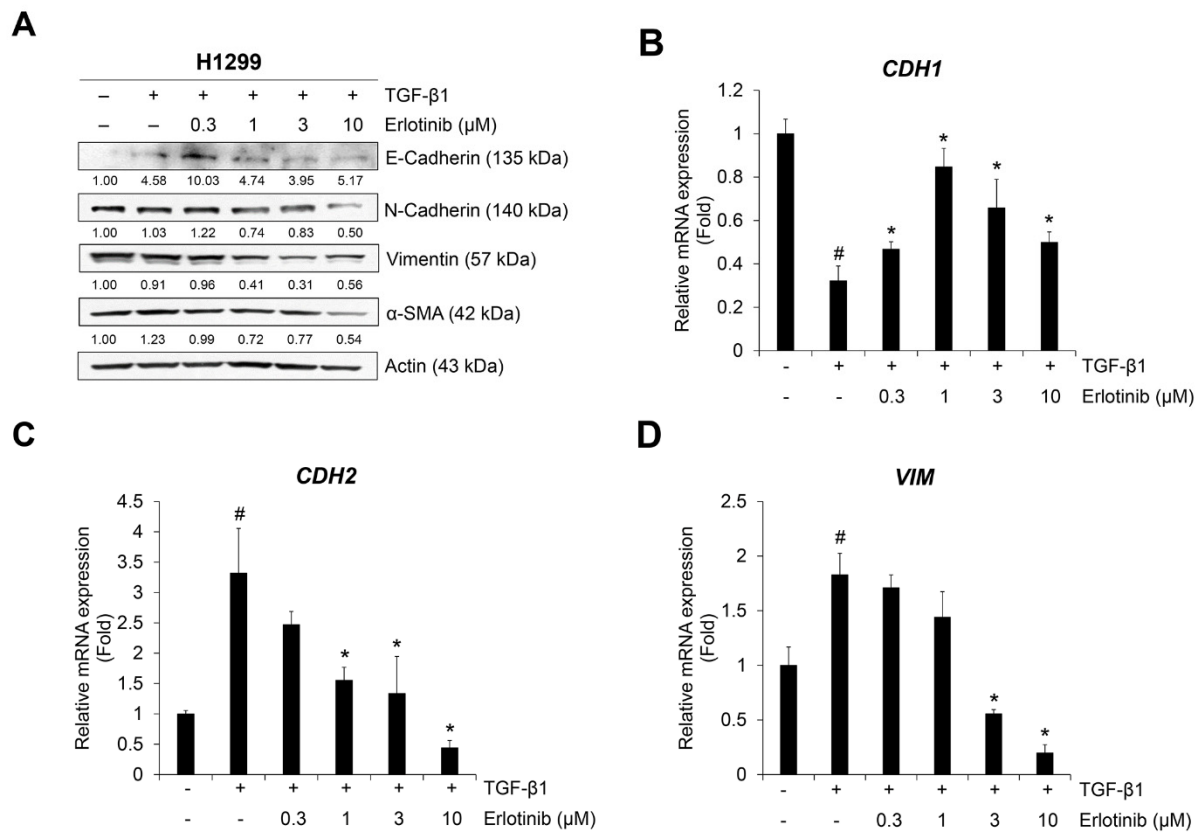 A
H1299
– + + + + + TGF-β1
– – 0.3 1 3 10 Erlotinib (µM)
E-Cadherin (135 kDa)
1.00 4.58 10.03 4.74 3.95 5.17
N-Cadherin (140 kDa)
1.00 1.03 1.22 0.74 0.83 0.50
Vimentin (57 kDa)
1.00 0.91 0.96 0.41 0.31 0.56
α-SMA (42 kDa)
1.00 1.23 0.99 0.72 0.77 0.54
Actin (43 kDa)
B
CDH1
Relative mRNA expression
(Fold)
1.2
1
0.8
0.6
0.4
0.2
0
# * * * *
- + + + + + TGF-β1
- - 0.3 1 3 10 Erlotinib (µM)
C
CDH2
Relative mRNA expression
(Fold)
4.5
4
3.5
3
2.5
2
1.5
1
0.5
0
# * * *
- + + + + + TGF-β1
- - 0.3 1 3 10 Erlotinib (µM)
D
VIM
Relative mRNA expression
(Fold)
2.5
2
1.5
1
0.5
0
# * *
- + + + + + TGF-β1
- - 0.3 1 3 10 Erlotinib (µM)